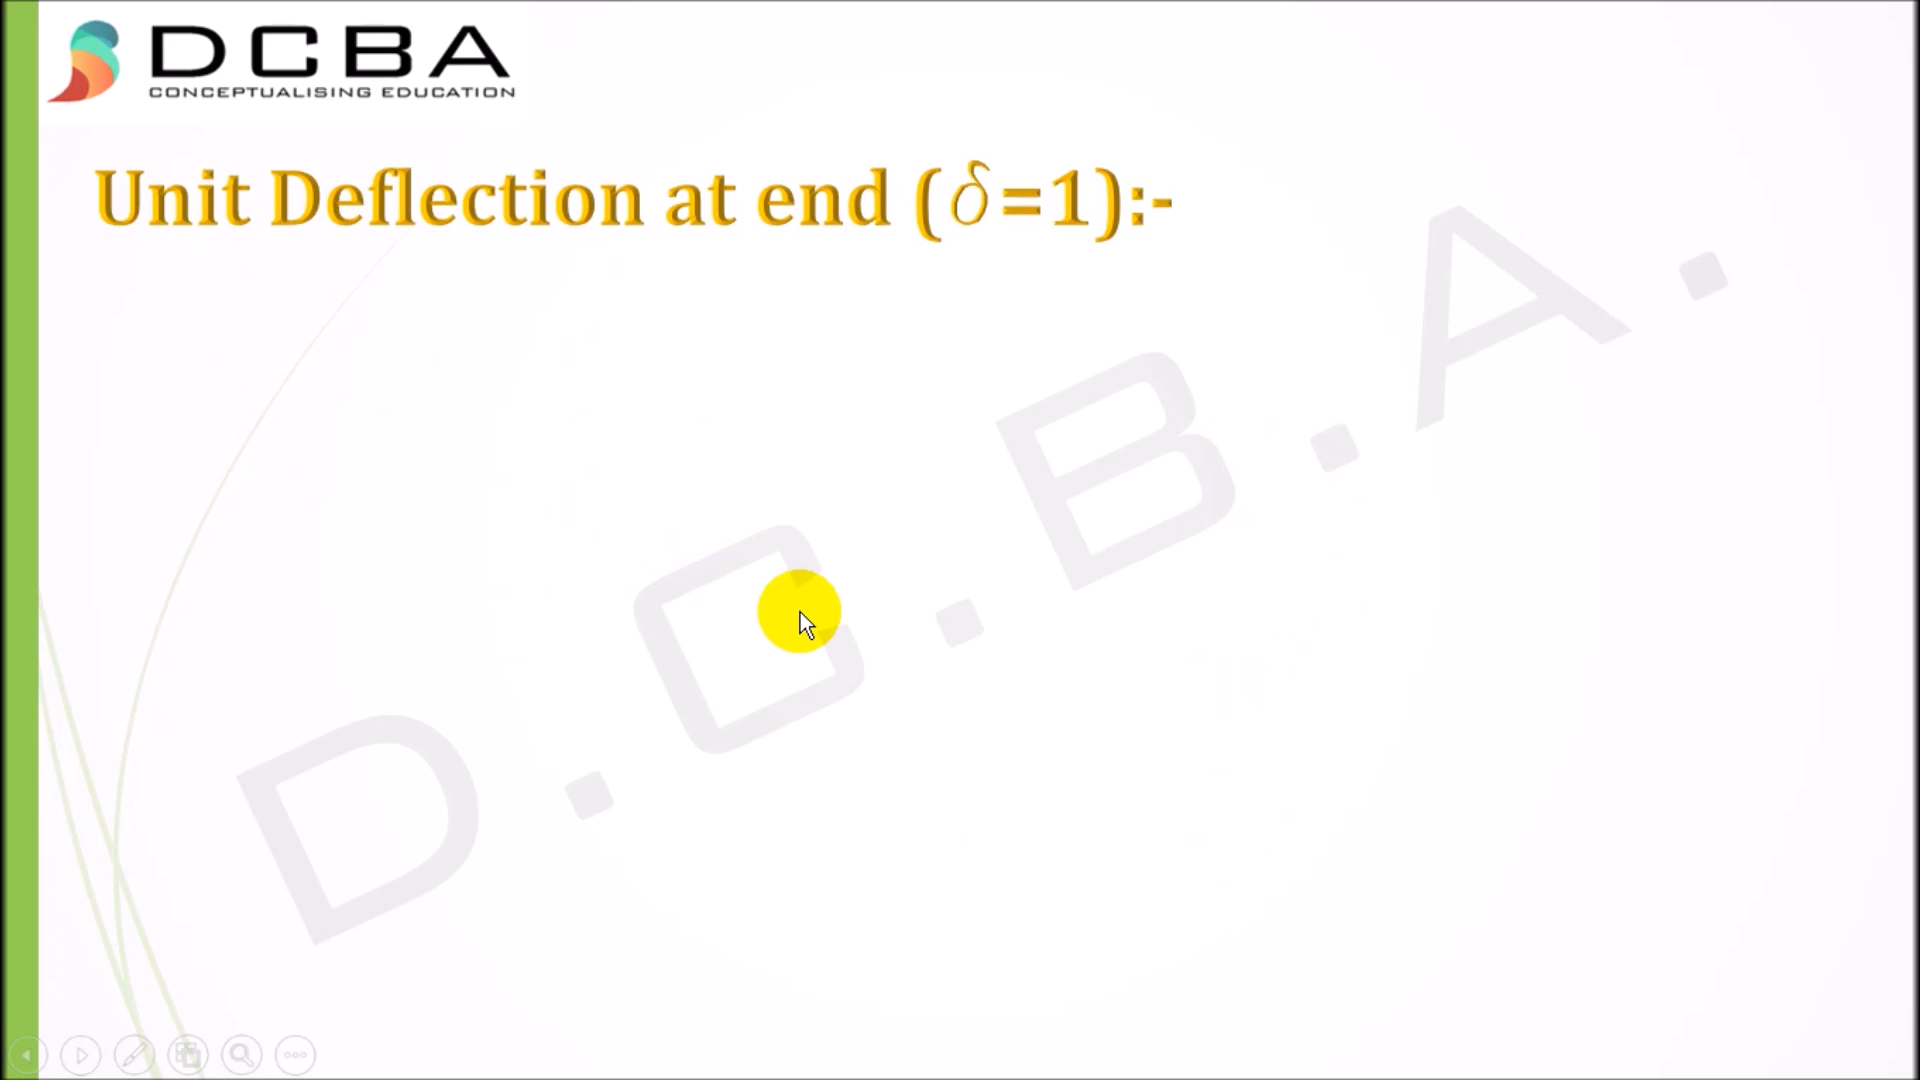 DCBA
CONCEPTUALISING EDUCATION
Unit Deflection at end (δ=1):-
D.C.B.A.